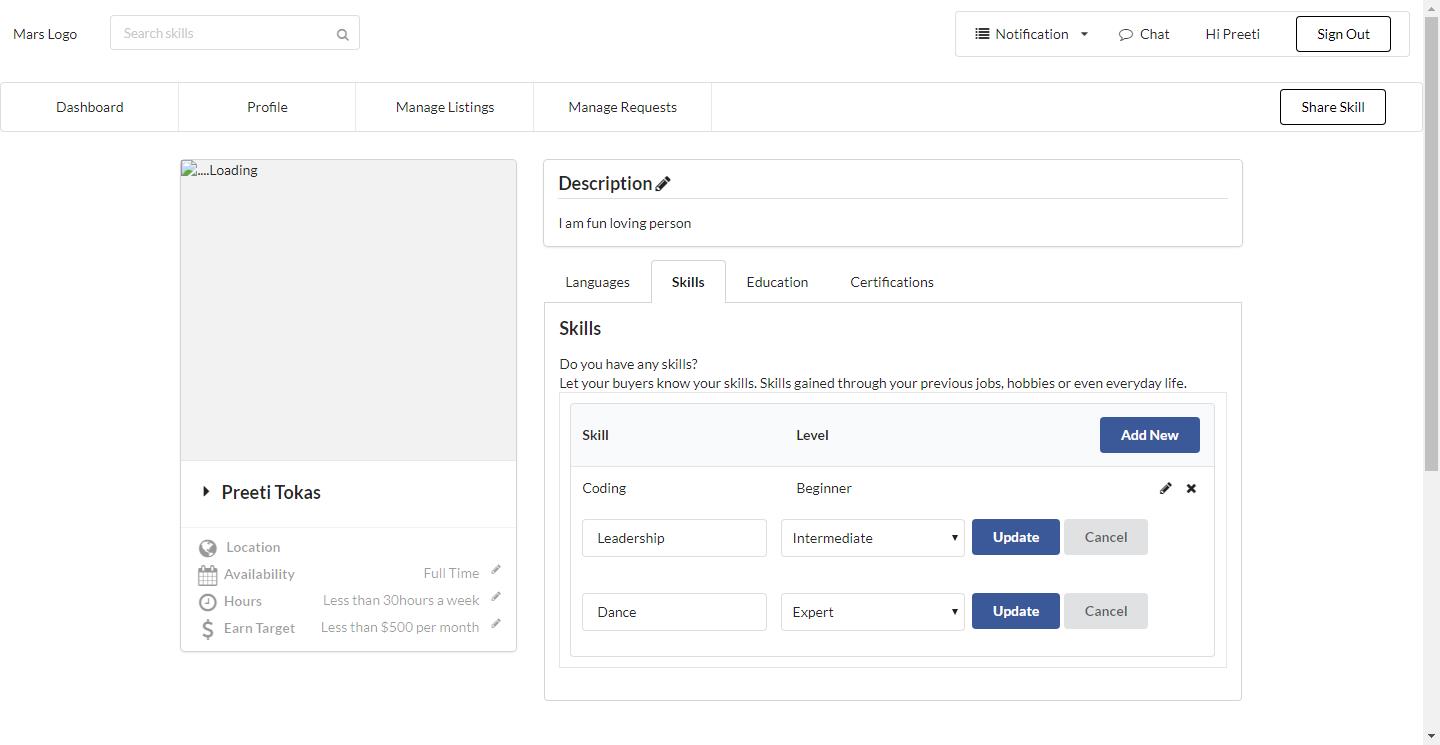 Mars Logo
Search skills
Notification
Chat
Hi Preeti
Sign Out
Dashboard
Profile
Manage Listings
Manage Requests
Share Skill
....Loading
Preeti Tokas
Location
Availability Full Time
Hours Less than 30hours a week
Earn Target Less than $500 per month
Description
I am fun loving person
Languages
Skills
Education
Certifications
Skills
Do you have any skills?
Let your buyers know your skills. Skills gained through your previous jobs, hobbies or even everyday life.
Skill Level Add New
Coding Beginner
Leadership Intermediate Update Cancel
Dance Expert Update Cancel